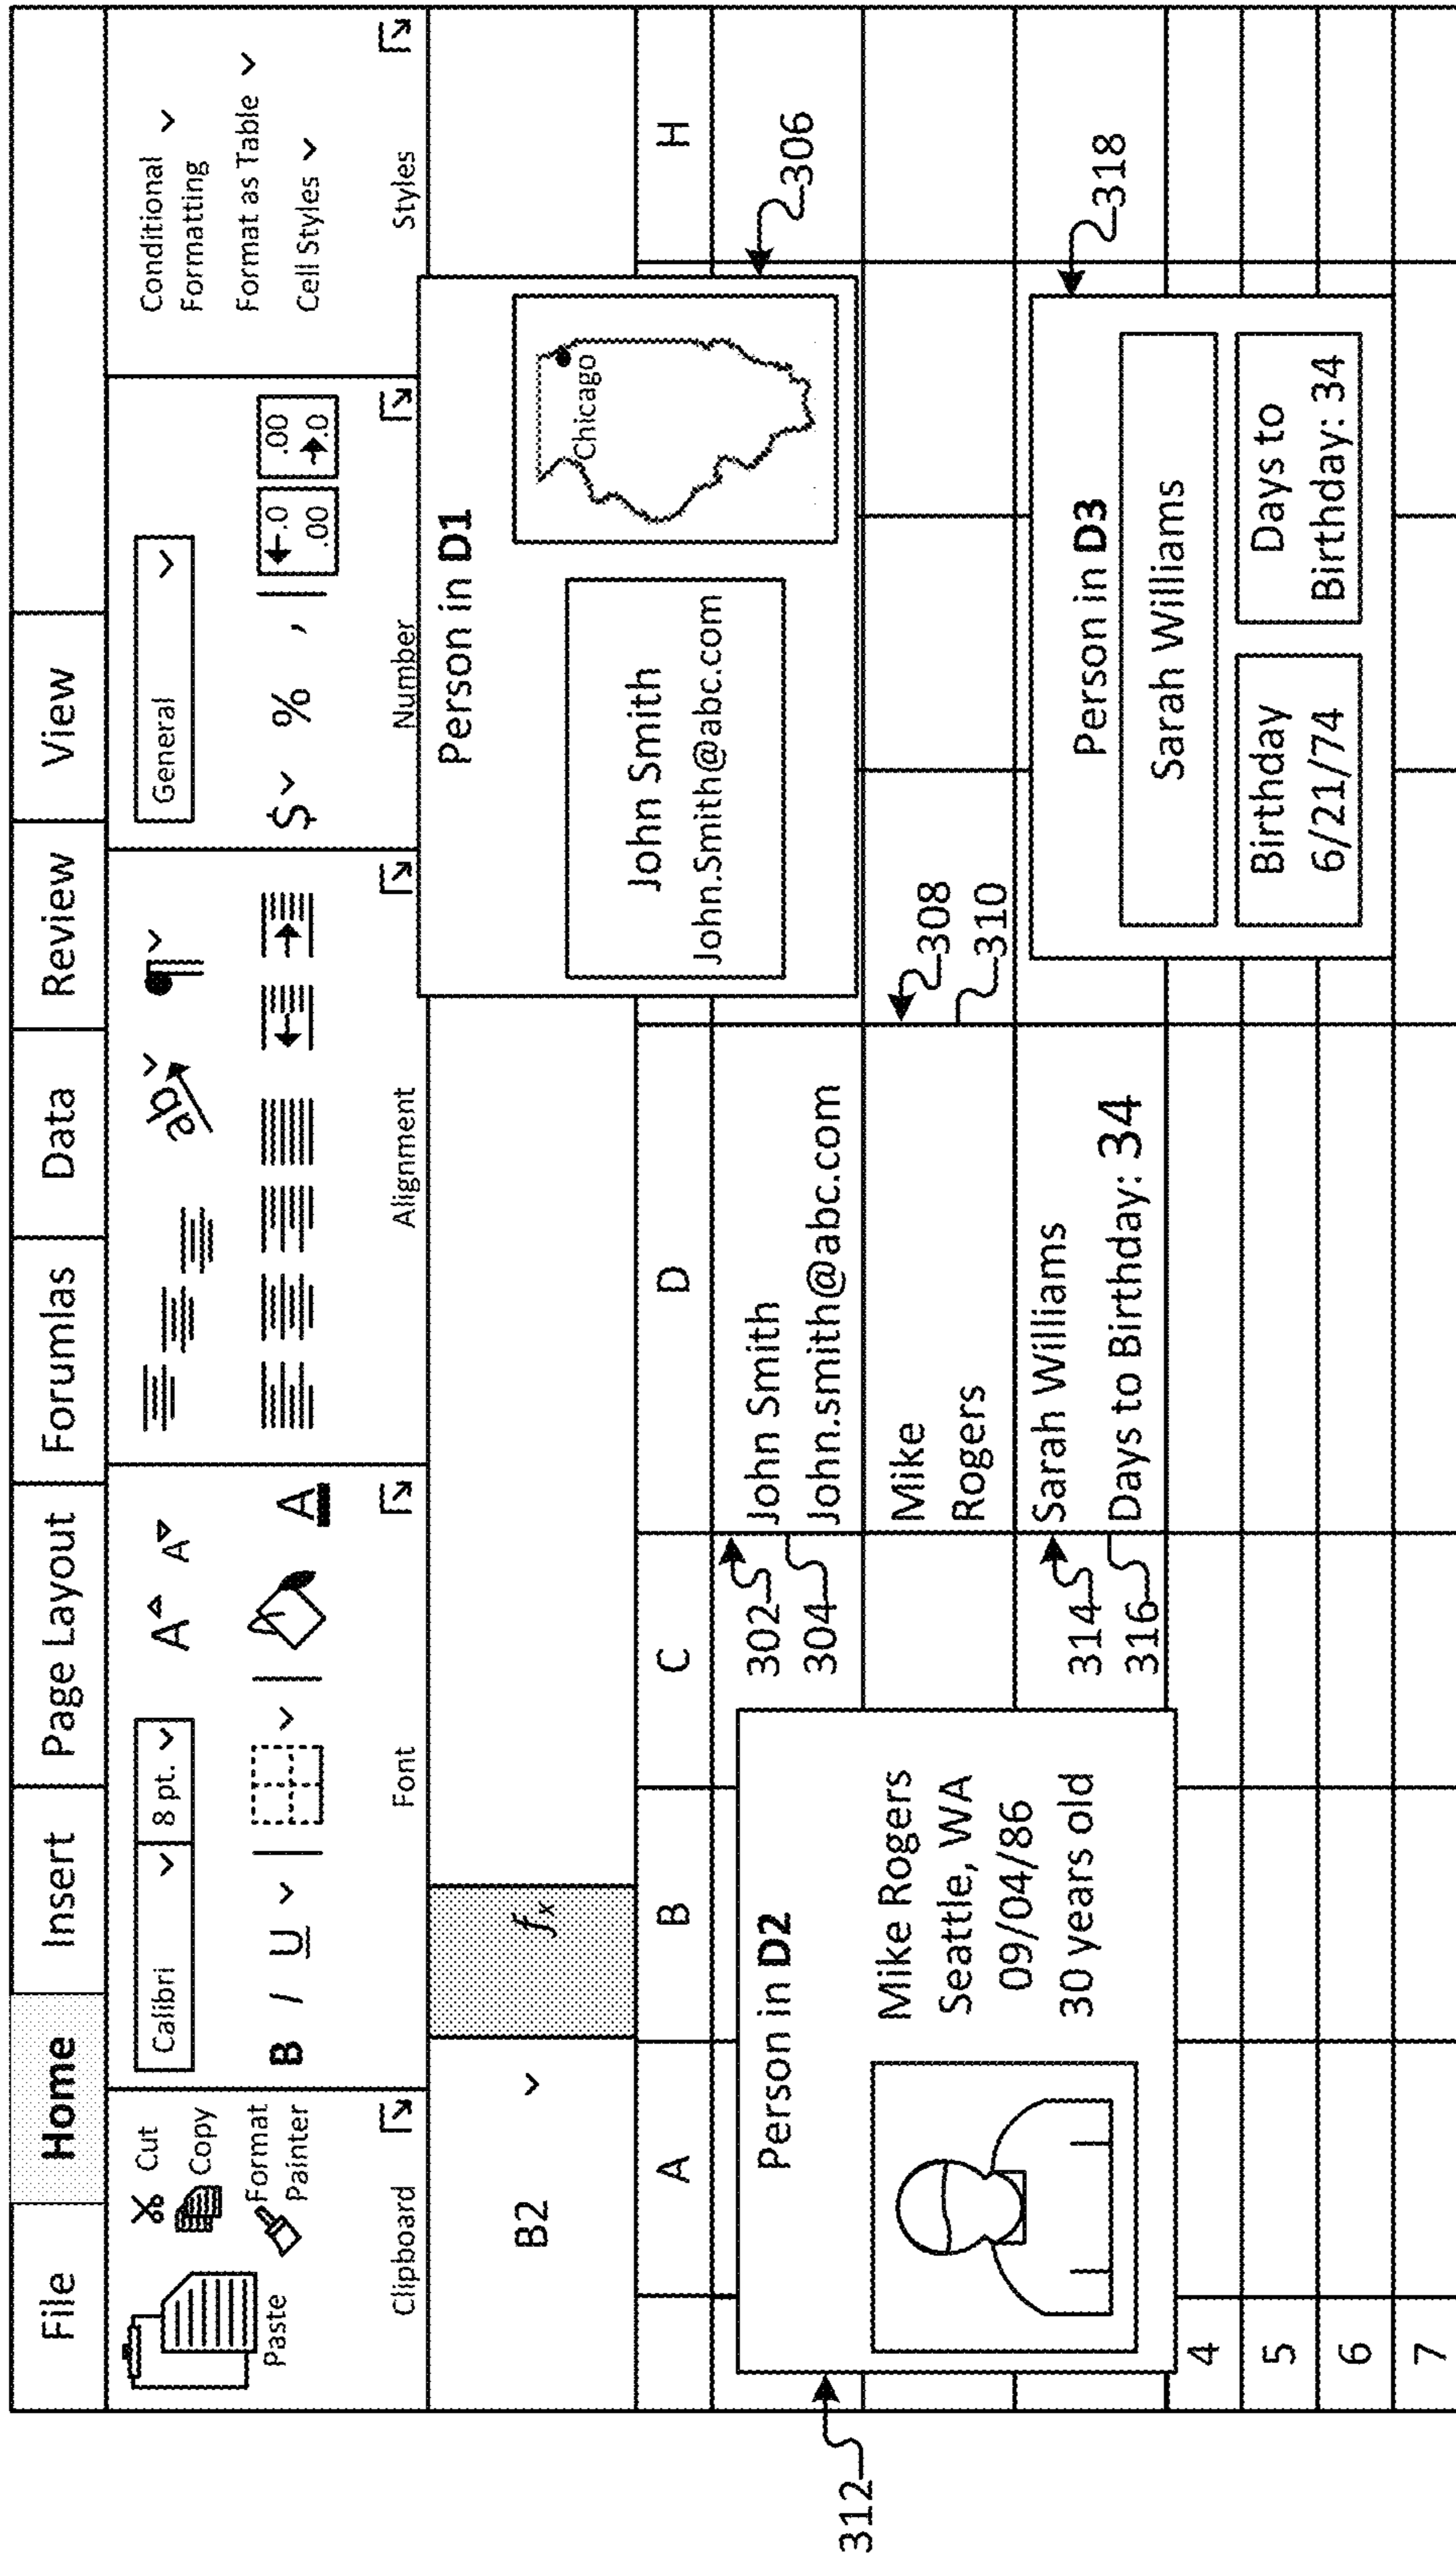 File Home Insert Page Layout Forumlas Data Review View
Paste
Cut
Copy
Format
Painter
Clipboard
Calibri 8 pt. A A
B I U A
Font
ab
Alignment
General
$ % , .0 .00
.00 .0
Number
Conditional
Formatting
Format as Table
Cell Styles
Styles
B2 fx
Person in D1
John Smith
John.Smith@abc.com
Chicago
306
A B C D H
302
304
John Smith
John.smith@abc.com
312
Person in D2
Mike Rogers
Seattle, WA
09/04/86
30 years old
Mike
Rogers
308
310
314
316
Sarah Williams
Days to Birthday: 34
Person in D3
Sarah Williams
Birthday
6/21/74
Days to
Birthday: 34
318
4
5
6
7